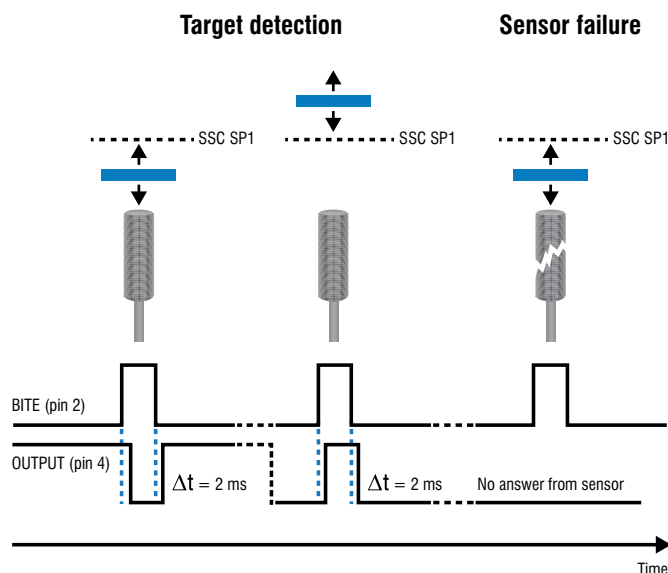 Target detection
Sensor failure
SSC SP1
SSC SP1
SSC SP1
BITE (pin 2)
OUTPUT (pin 4)
Δt = 2 ms
Δt = 2 ms
No answer from sensor
Time